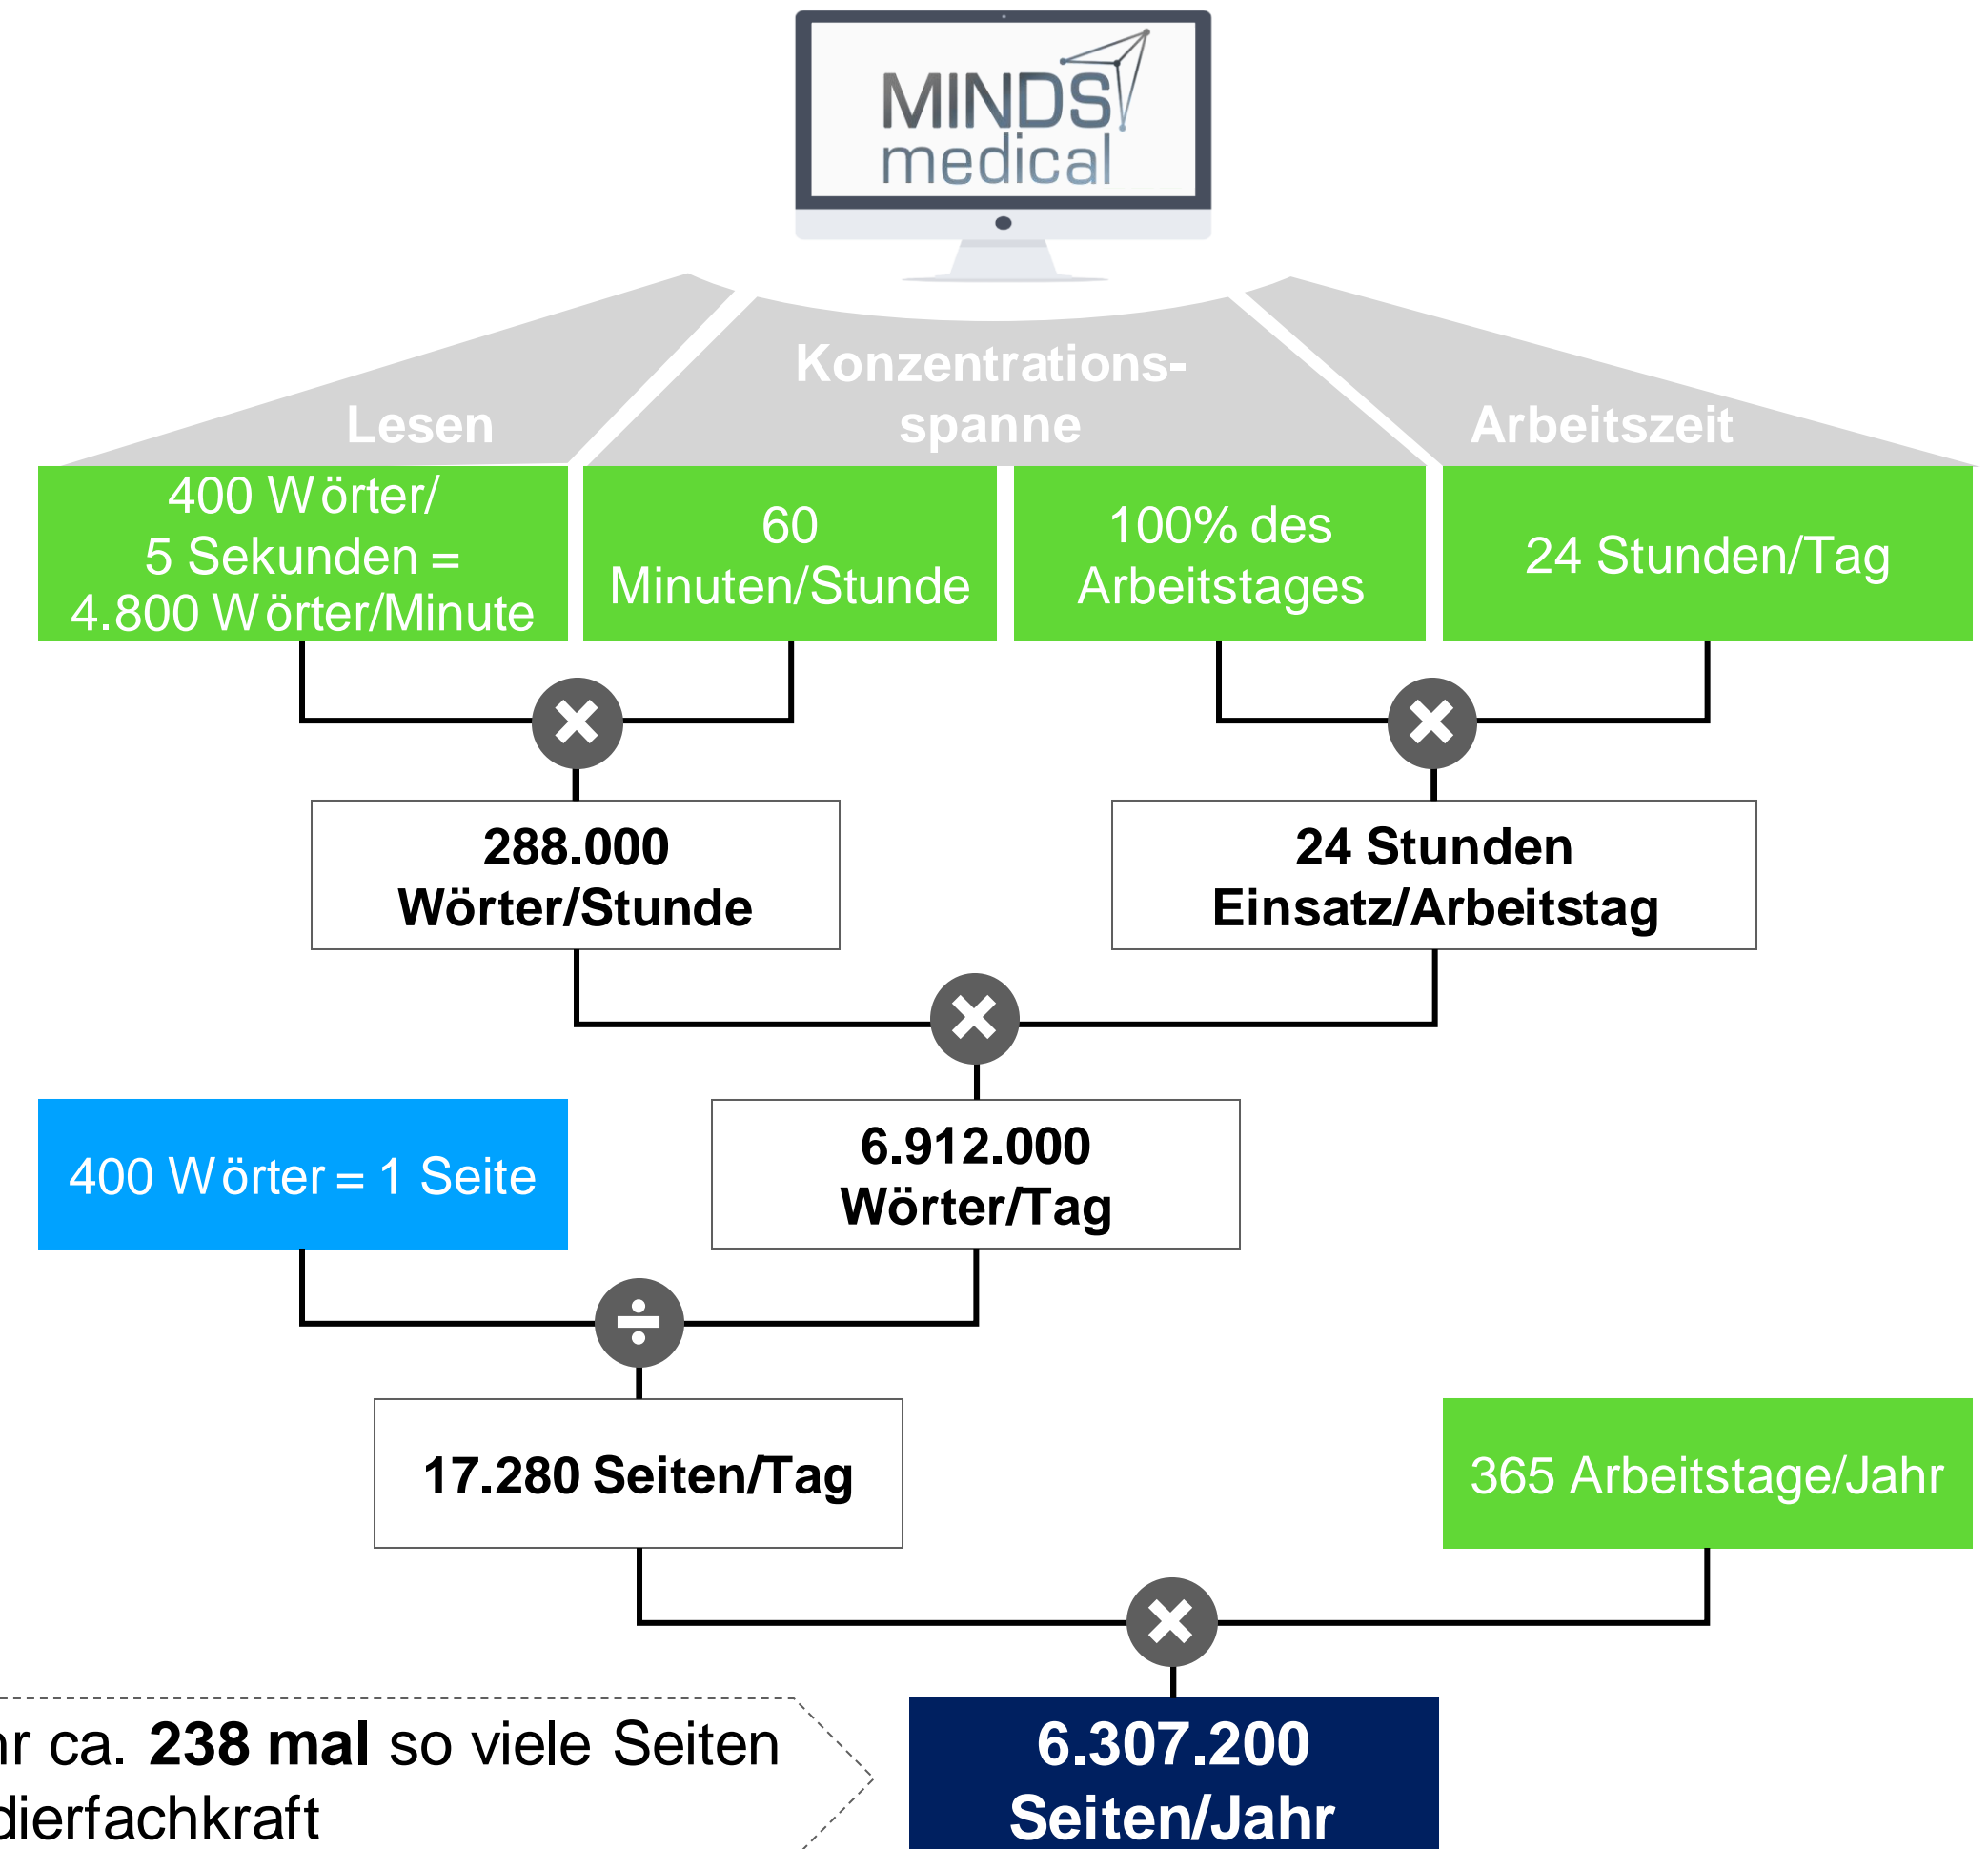 MINDS
medical
Lesen
Konzentrations-
spanne
Arbeitszeit
400 Wörter/
5 Sekunden =
4.800 Wörter/Minute
60
Minuten/Stunde
100% des
Arbeitstages
24 Stunden/Tag
288.000
Wörter/Stunde
24 Stunden
Einsatz/Arbeitstag
400 Wörter = 1 Seite
6.912.000
Wörter/Tag
17.280 Seiten/Tag
365 Arbeitstage/Jahr
ca. 238 mal so viele Seiten
dierfachkraft
6.307.200
Seiten/Jahr